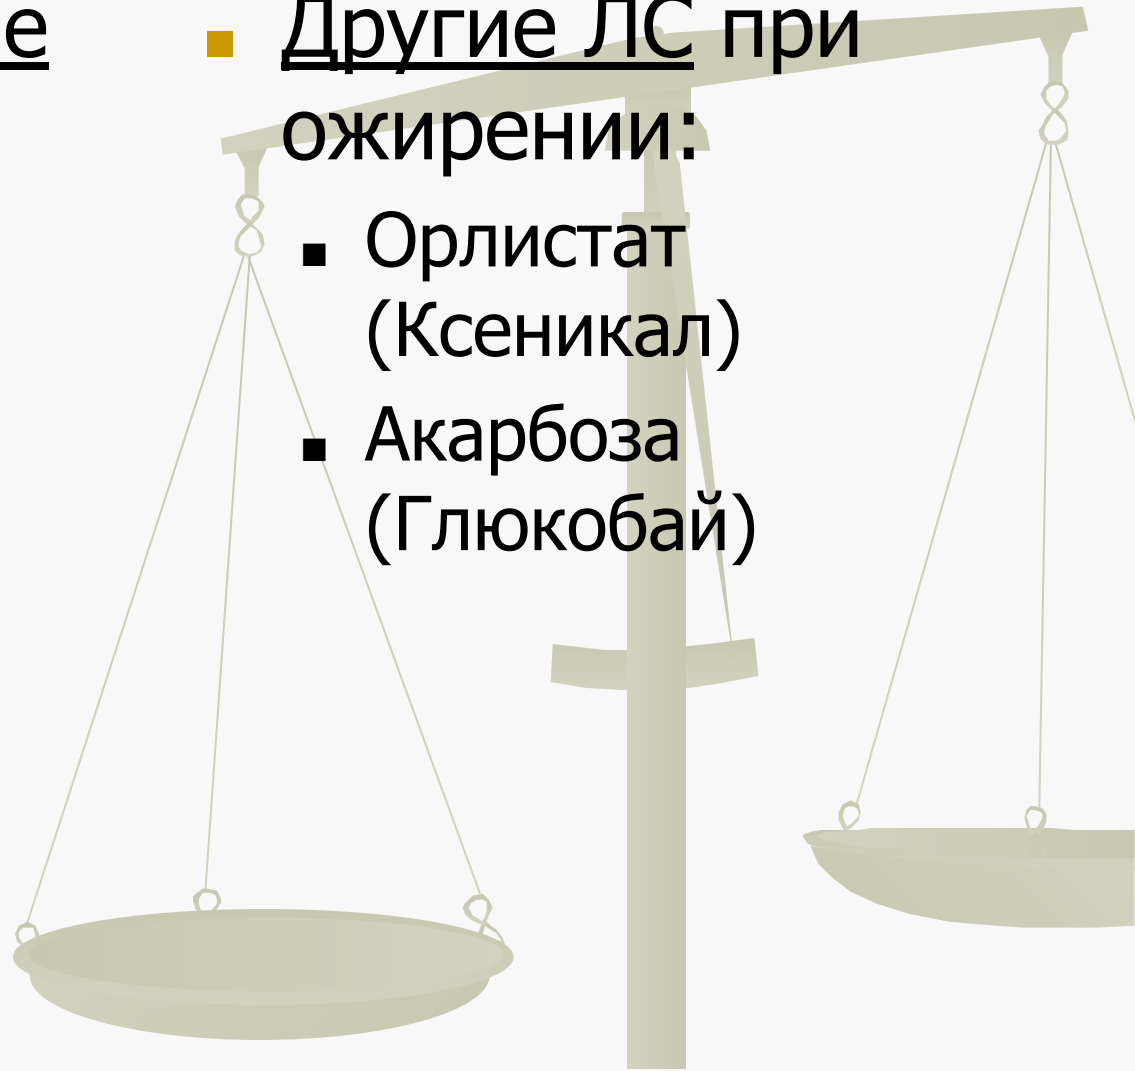 е
Другие ЛС при
ожирении:
Орлистат
(Ксеникал)
Акарбоза
(Глюкобай)